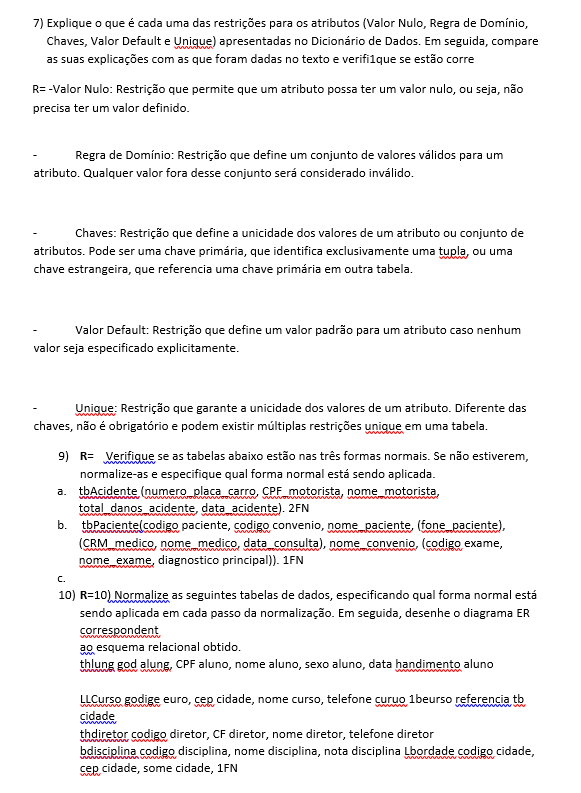 7) Explique o que é cada uma das restrições para os atributos (Valor Nulo, Regra de Domínio,
Chaves, Valor Default e Unique) apresentadas no Dicionário de Dados. Em seguida, compare
as suas explicações com as que foram dadas no texto e verifi1que se estão corre
R= -Valor Nulo: Restrição que permite que um atributo possa ter um valor nulo, ou seja, não
precisa ter um valor definido.
- Regra de Domínio: Restrição que define um conjunto de valores válidos para um
atributo. Qualquer valor fora desse conjunto será considerado inválido.
- Chaves: Restrição que define a unicidade dos valores de um atributo ou conjunto de
atributos. Pode ser uma chave primária, que identifica exclusivamente uma tupla, ou uma
chave estrangeira, que referencia uma chave primária em outra tabela.
- Valor Default: Restrição que define um valor padrão para um atributo caso nenhum
valor seja especificado explicitamente.
- Unique: Restrição que garante a unicidade dos valores de um atributo. Diferente das
chaves, não é obrigatório e podem existir múltiplas restrições unique em uma tabela.
9) R= Verifique se as tabelas abaixo estão nas três formas normais. Se não estiverem,
normalize-as e especifique qual forma normal está sendo aplicada.
a. tbAcidente (numero_placa_carro, CPF_motorista, nome_motorista,
total_danos_acidente, data_acidente). 2FN
b. tbPaciente(codigo paciente, codigo convenio, nome_paciente, (fone_paciente),
(CRM_medico, nome_medico, data_consulta), nome_convenio, (codigo exame,
nome_exame, diagnostico principal)). 1FN
c.
10) R=10) Normalize as seguintes tabelas de dados, especificando qual forma normal está
sendo aplicada em cada passo da normalização. Em seguida, desenhe o diagrama ER
correspondent
ao esquema relacional obtido.
thlung god alung, CPF aluno, nome aluno, sexo aluno, data handimento aluno
LLCurso godige euro, cep cidade, nome curso, telefone curuo 1beurso referencia tb
cidade
thdiretor codigo diretor, CF diretor, nome diretor, telefone diretor
bdisciplina codigo disciplina, nome disciplina, nota disciplina Lbordade codigo cidade,
cep cidade, some cidade, 1FN